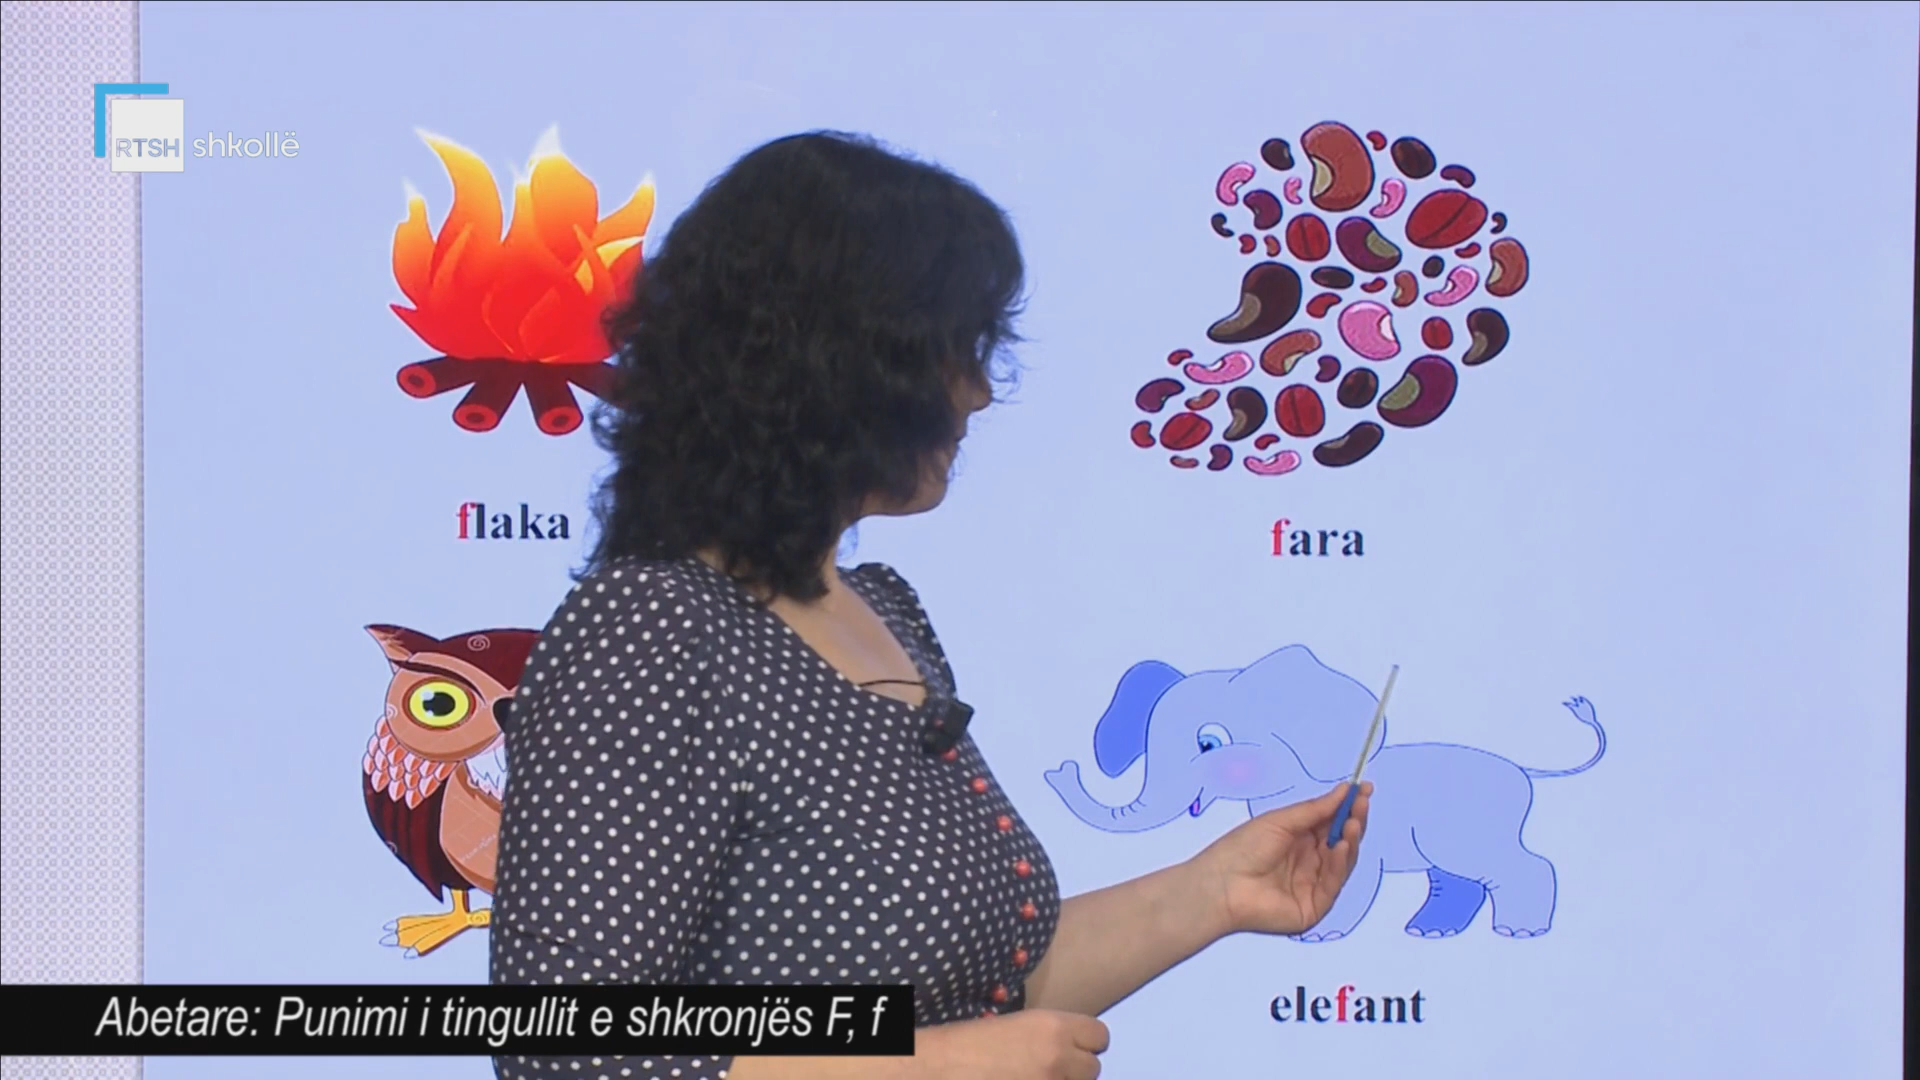 RTSH shkollë
flaka
fara
elefant
Abetare: Punimi i tingullit e shkronjës F, f